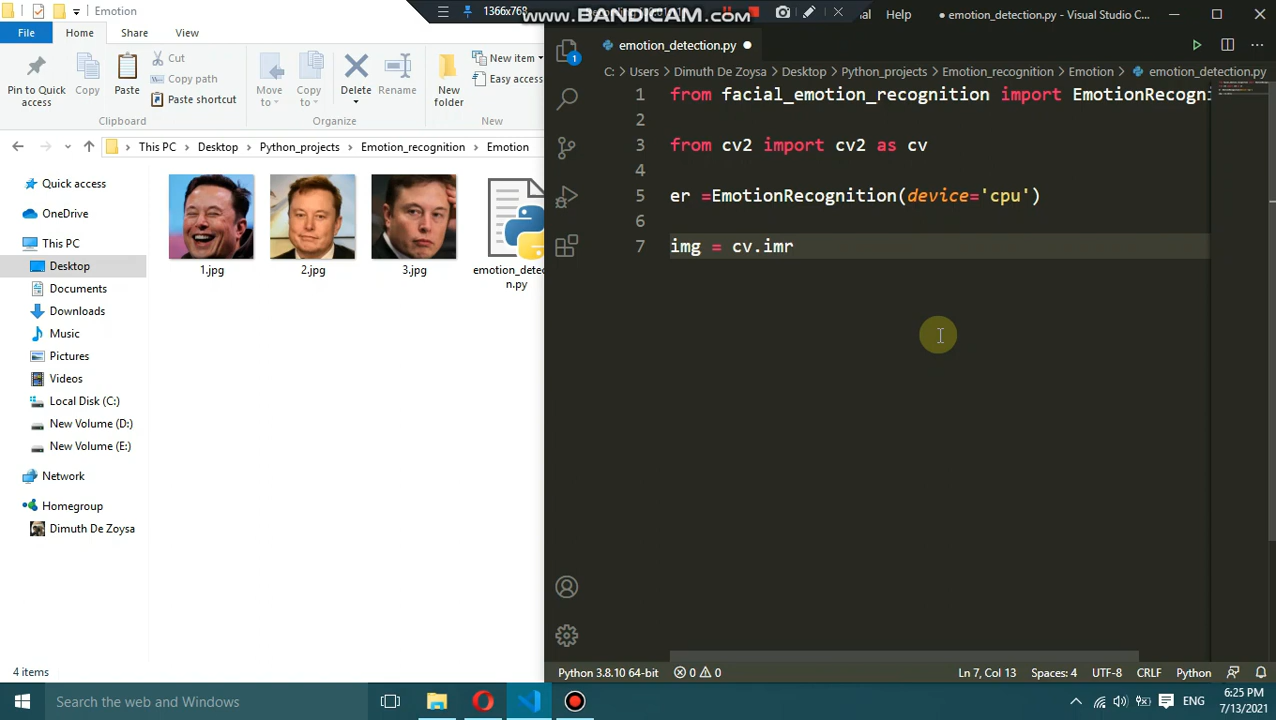 Emotion
1366x768
www.BANDICAM.com
Help
emotion_detection.py - Visual Studio C...
File
Home
Share
View
emotion_detection.py
Pin to Quick access
Copy
Paste
Cut
Copy path
Paste shortcut
Move to
Copy to
Delete
Rename
New folder
New item
Easy access
Clipboard
Organize
New
This PC > Desktop > Python_projects > Emotion_recognition > Emotion
C: > Users > Dimuth De Zoysa > Desktop > Python_projects > Emotion_recognition > Emotion > emotion_detection.py
Quick access
OneDrive
This PC
Desktop
Documents
Downloads
Music
Pictures
Videos
Local Disk (C:)
New Volume (D:)
New Volume (E:)
Network
Homegroup
Dimuth De Zoysa
1.jpg
2.jpg
3.jpg
emotion_detec
n.py
1 from facial_emotion_recognition import EmotionRecogni
2
3 from cv2 import cv2 as cv
4
5 er =EmotionRecognition(device='cpu')
6
7 img = cv.imr
1
4 items
Python 3.8.10 64-bit
0
0
Ln 7, Col 13
Spaces: 4
UTF-8
CRLF
Python
Search the web and Windows
ENG
6:25 PM
7/13/2021